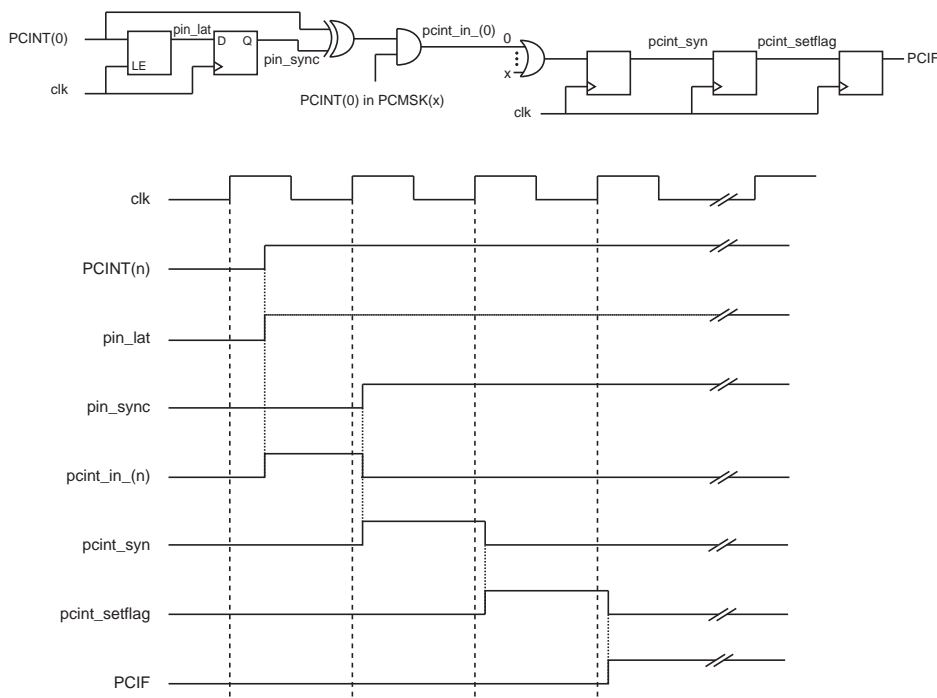 PCINT(0)
pin_lat
LE
D Q
pin_sync
clk
PCINT(0) in PCMSK(x)
pcint_in_(0)
0
x
pcint_syn
pcint_setflag
PCIF
clk
clk
PCINT(n)
pin_lat
pin_sync
pcint_in_(n)
pcint_syn
pcint_setflag
PCIF